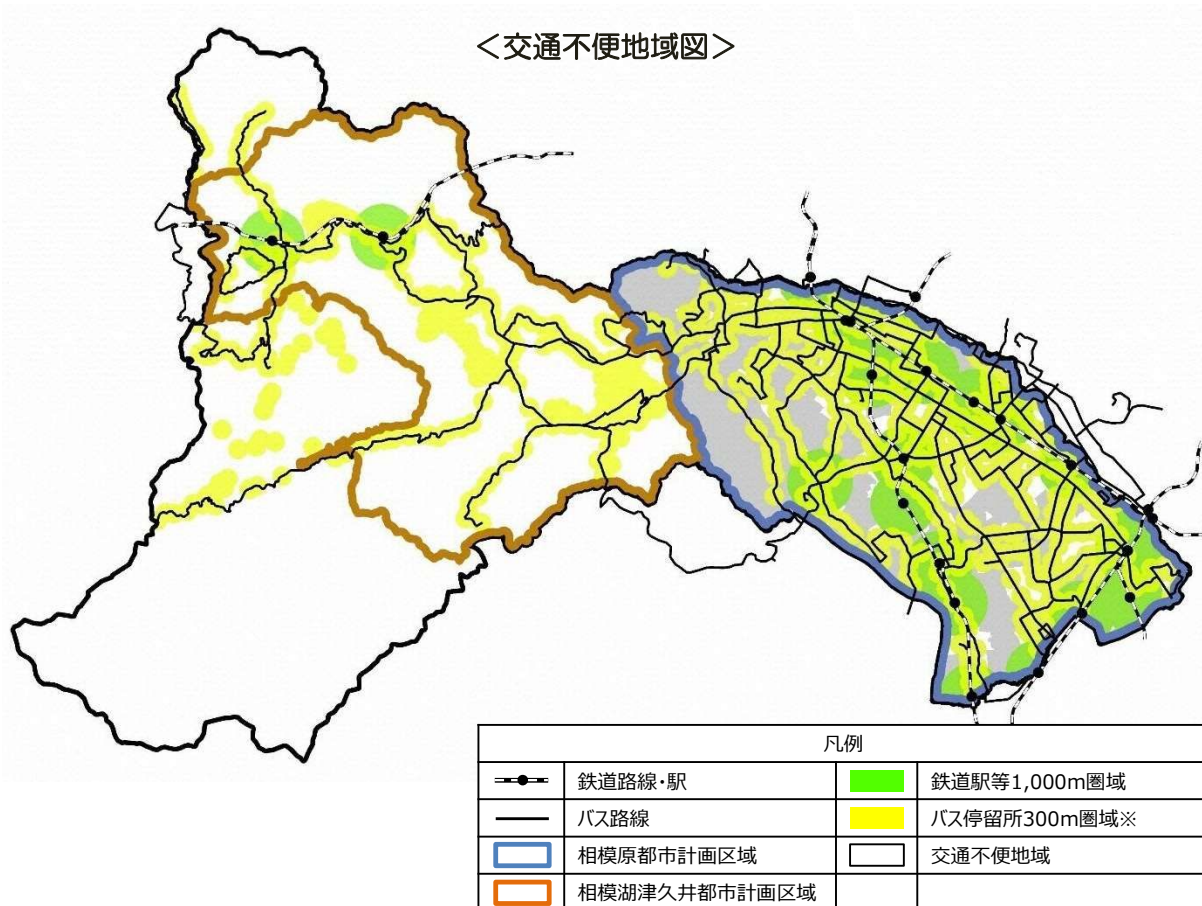 ＜交通不便地域図＞
凡例
鉄道路線・駅
鉄道駅等1,000m圏域
バス路線
バス停留所300m圏域※
相模原都市計画区域
交通不便地域
相模湖津久井都市計画区域